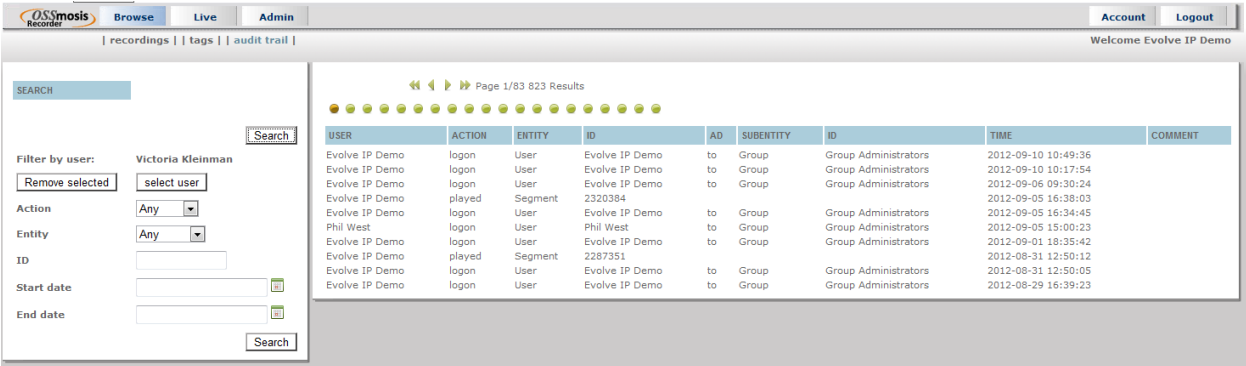 OSSmosis Recorder Browse Live Admin Account Logout
| recordings | | tags | | audit trail | Welcome Evolve IP Demo
SEARCH
Search
Filter by user: Victoria Kleinman
Remove selected select user
Action Any
Entity Any
ID
Start date
End date
Search
Page 1/83 823 Results
USER ACTION ENTITY ID AD SUBENTITY ID TIME COMMENT
Evolve IP Demo logon User Evolve IP Demo to Group Group Administrators 2012-09-10 10:49:36
Evolve IP Demo logon User Evolve IP Demo to Group Group Administrators 2012-09-10 10:17:54
Evolve IP Demo logon User Evolve IP Demo to Group Group Administrators 2012-09-06 09:30:24
Evolve IP Demo played Segment 2320384 2012-09-05 16:38:03
Evolve IP Demo logon User Evolve IP Demo to Group Group Administrators 2012-09-05 16:34:45
Phil West logon User Phil West to Group Group Administrators 2012-09-05 15:00:23
Evolve IP Demo logon User Evolve IP Demo to Group Group Administrators 2012-09-01 18:35:42
Evolve IP Demo played Segment 2287351 2012-08-31 12:50:12
Evolve IP Demo logon User Evolve IP Demo to Group Group Administrators 2012-08-31 12:50:05
Evolve IP Demo logon User Evolve IP Demo to Group Group Administrators 2012-08-29 16:39:23